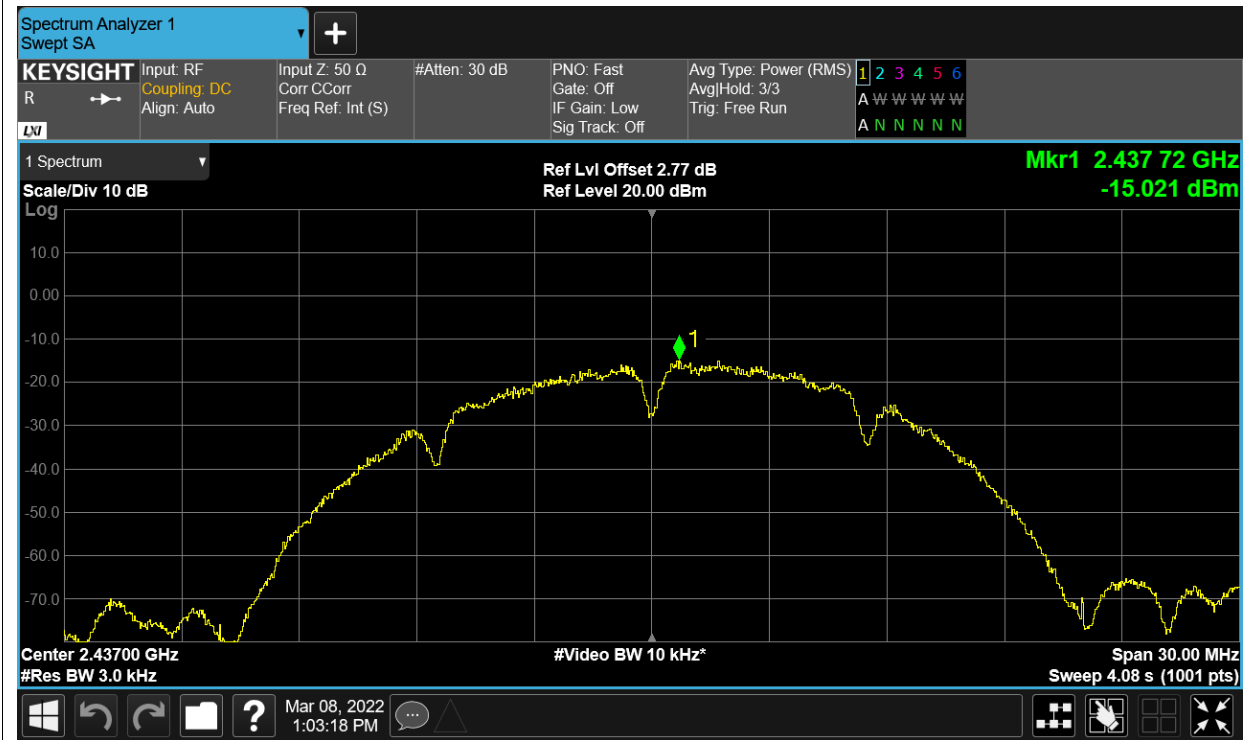 Spectrum Analyzer 1
Swept SA
+
KEYSIGHT
R
LXI
Input: RF
Coupling: DC
Align: Auto
Input Z: 50 Ω
Corr CCorr
Freq Ref: Int (S)
#Atten: 30 dB
PNO: Fast
Gate: Off
IF Gain: Low
Sig Track: Off
Avg Type: Power (RMS)
Avg|Hold: 3/3
Trig: Free Run
1 2 3 4 5 6
A W W W W W
A N N N N N
1 Spectrum
Scale/Div 10 dB
Log
Ref Lvl Offset 2.77 dB
Ref Level 20.00 dBm
Mkr1 2.437 72 GHz
-15.021 dBm
10.0
0.00
-10.0
1
-20.0
-30.0
-40.0
-50.0
-60.0
-70.0
Center 2.43700 GHz
#Res BW 3.0 kHz
#Video BW 10 kHz*
Span 30.00 MHz
Sweep 4.08 s (1001 pts)
?
Mar 08, 2022
1:03:18 PM